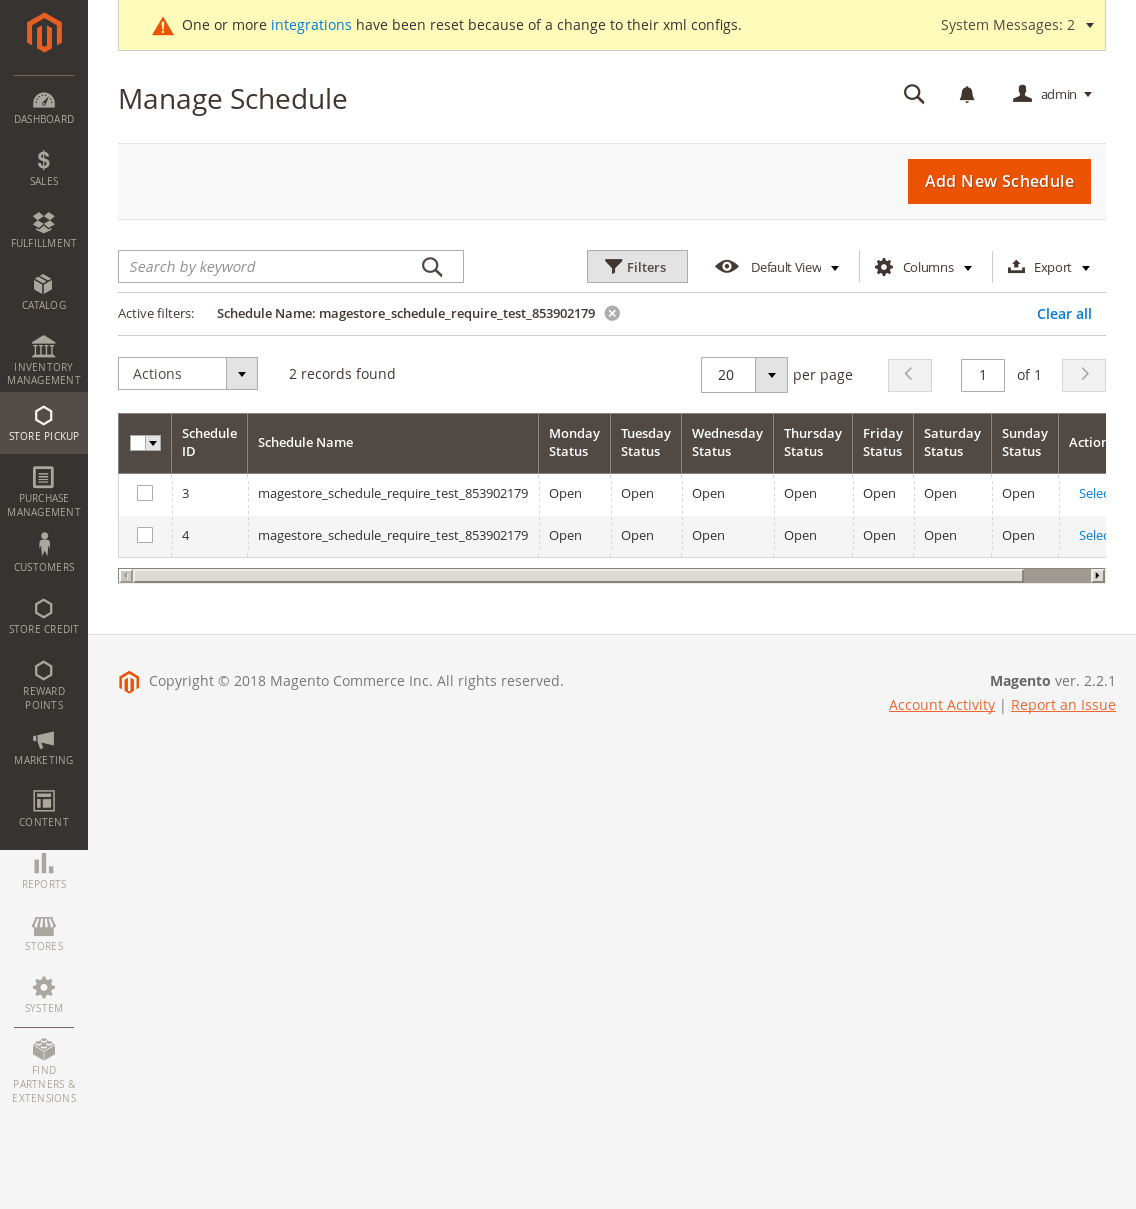 One or more integrations have been reset because of a change to their xml configs. System Messages: 2
Manage Schedule
admin
Add New Schedule
Search by keyword
Filters
Default View
Columns
Export
Active filters: Schedule Name: magestore_schedule_require_test_853902179 Clear all
Actions 2 records found 20 per page 1 of 1
Schedule ID Schedule Name Monday Status Tuesday Status Wednesday Status Thursday Status Friday Status Saturday Status Sunday Status Action
3 magestore_schedule_require_test_853902179 Open Open Open Open Open Open Open Selec
4 magestore_schedule_require_test_853902179 Open Open Open Open Open Open Open Selec
Copyright © 2018 Magento Commerce Inc. All rights reserved.
Magento ver. 2.2.1
Account Activity | Report an Issue
DASHBOARD
$
SALES
FULFILLMENT
CATALOG
INVENTORY
MANAGEMENT
STORE PICKUP
PURCHASE
MANAGEMENT
CUSTOMERS
STORE CREDIT
REWARD
POINTS
MARKETING
CONTENT
REPORTS
STORES
SYSTEM
FIND
PARTNERS &
EXTENSIONS